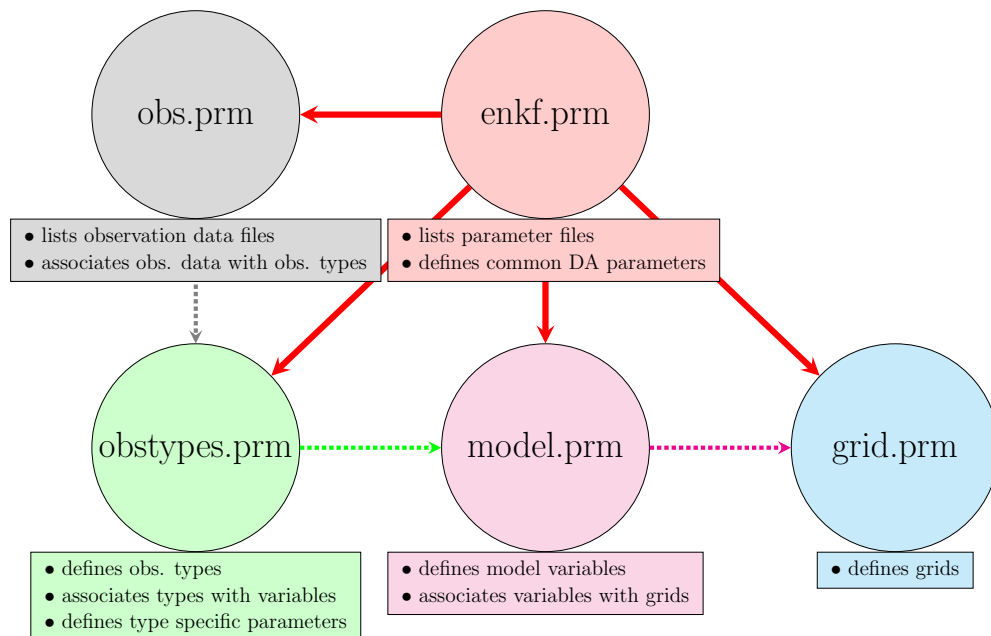 obs.prm
enkf.prm
• lists observation data files
• associates obs. data with obs. types
• lists parameter files
• defines common DA parameters
obstypes.prm
model.prm
grid.prm
• defines obs. types
• associates types with variables
• defines type specific parameters
• defines model variables
• associates variables with grids
• defines grids